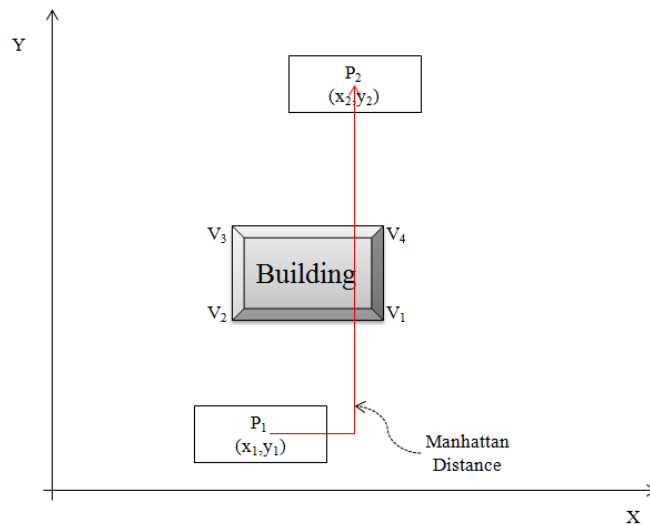 Y
P₂
(x₂,y₂)
V₃
V₄
Building
V₂
V₁
P₁
(x₁,y₁)
Manhattan
Distance
X